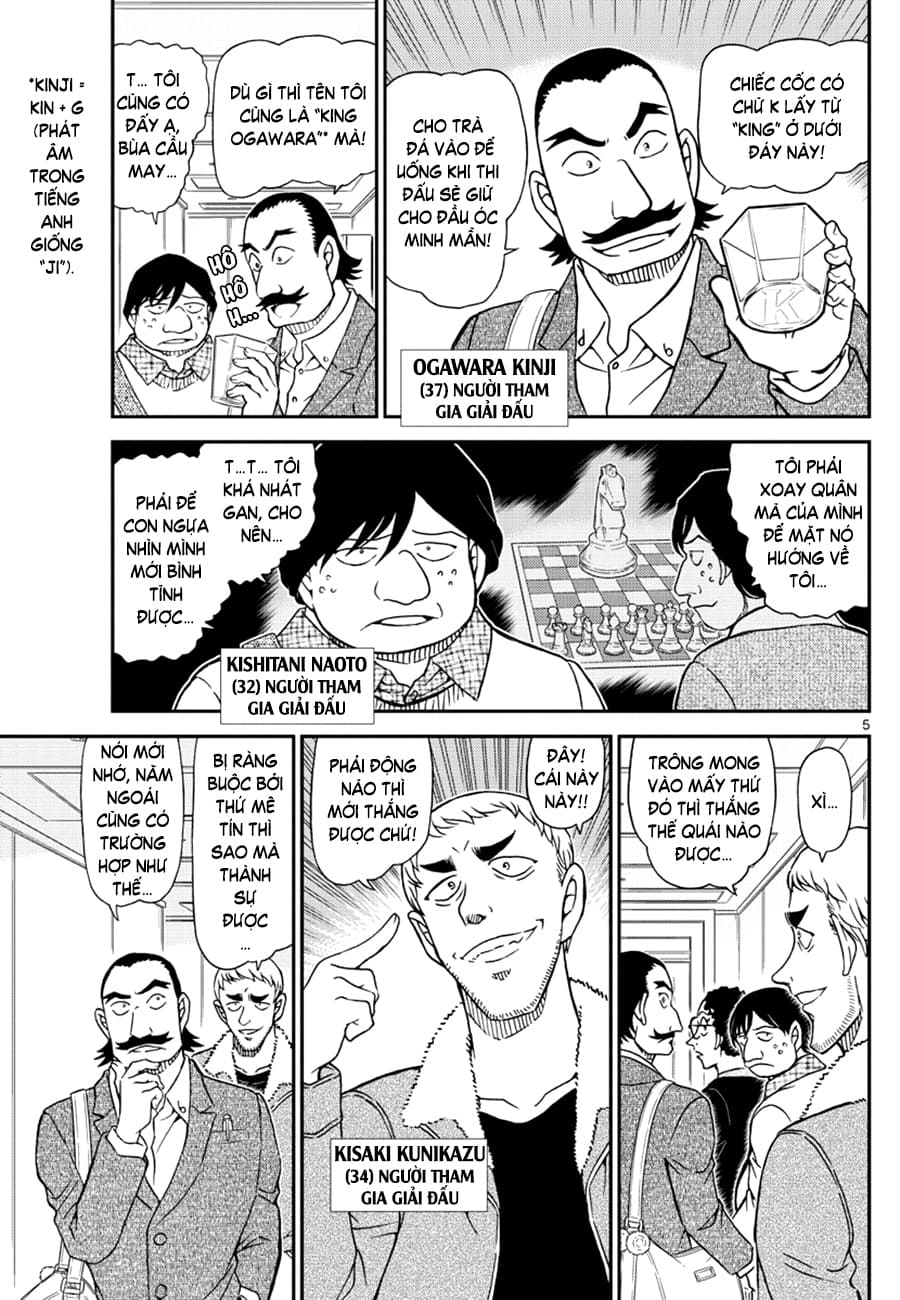 CHIẾC CỐC CÓ
CHỮ K LẤY TỪ
"KING" Ở DƯỚI
ĐÁY NÀY!
CHO TRÀ
ĐÁ VÀO ĐỂ
UỐNG KHI THI
ĐẤU SẼ GIỮ
CHO ĐẦU ÓC
MINH MẪN!
K
OGAWARA KINJI
(37) NGƯỜI THAM
GIA GIẢI ĐẤU
DÙ GÌ THÌ TÊN TÔI
CŨNG LÀ "KING
OGAWARA"* MÀ!
HÔ
HÔ
H...
T... TÔI
CŨNG CÓ
ĐẤY Ạ,
BÙA CẦU
MAY...
*KINJI =
KIN + G
(PHÁT
ÂM
TRONG
TIẾNG
ANH
GIỐNG
"JI").
TÔI PHẢI
XOAY QUÂN
MÃ CỦA MÌNH
ĐỂ MẶT NÓ
HƯỚNG VỀ
TÔI...
T...T... TÔI
KHÁ NHÁT
GAN, CHO
NÊN...
PHẢI ĐỂ
CON NGỰA
NHÌN MÌNH
MỚI BÌNH
TĨNH
ĐƯỢC...
KISHITANI NAOTO
(32) NGƯỜI THAM
GIA GIẢI ĐẤU
5
XÌ...
TRÔNG MONG
VÀO MẤY THỨ
ĐÓ THÌ THẮNG
THẾ QUÁI NÀO
ĐƯỢC...
ĐÂY!
CÁI NÀY
NÀY!!
PHẢI ĐỘNG
NÃO THÌ
MỚI THẮNG
ĐƯỢC CHỨ!
KISAKI KUNIKAZU
(34) NGƯỜI THAM
GIA GIẢI ĐẤU
BỊ RÀNG
BUỘC BỞI
THỨ MÊ
TÍN THÌ
SAO MÀ
THÀNH
SỰ
ĐƯỢC
...
NÓI MỚI
NHỚ, NĂM
NGOÁI
CŨNG CÓ
TRƯỜNG
HỢP NHƯ
THẾ...